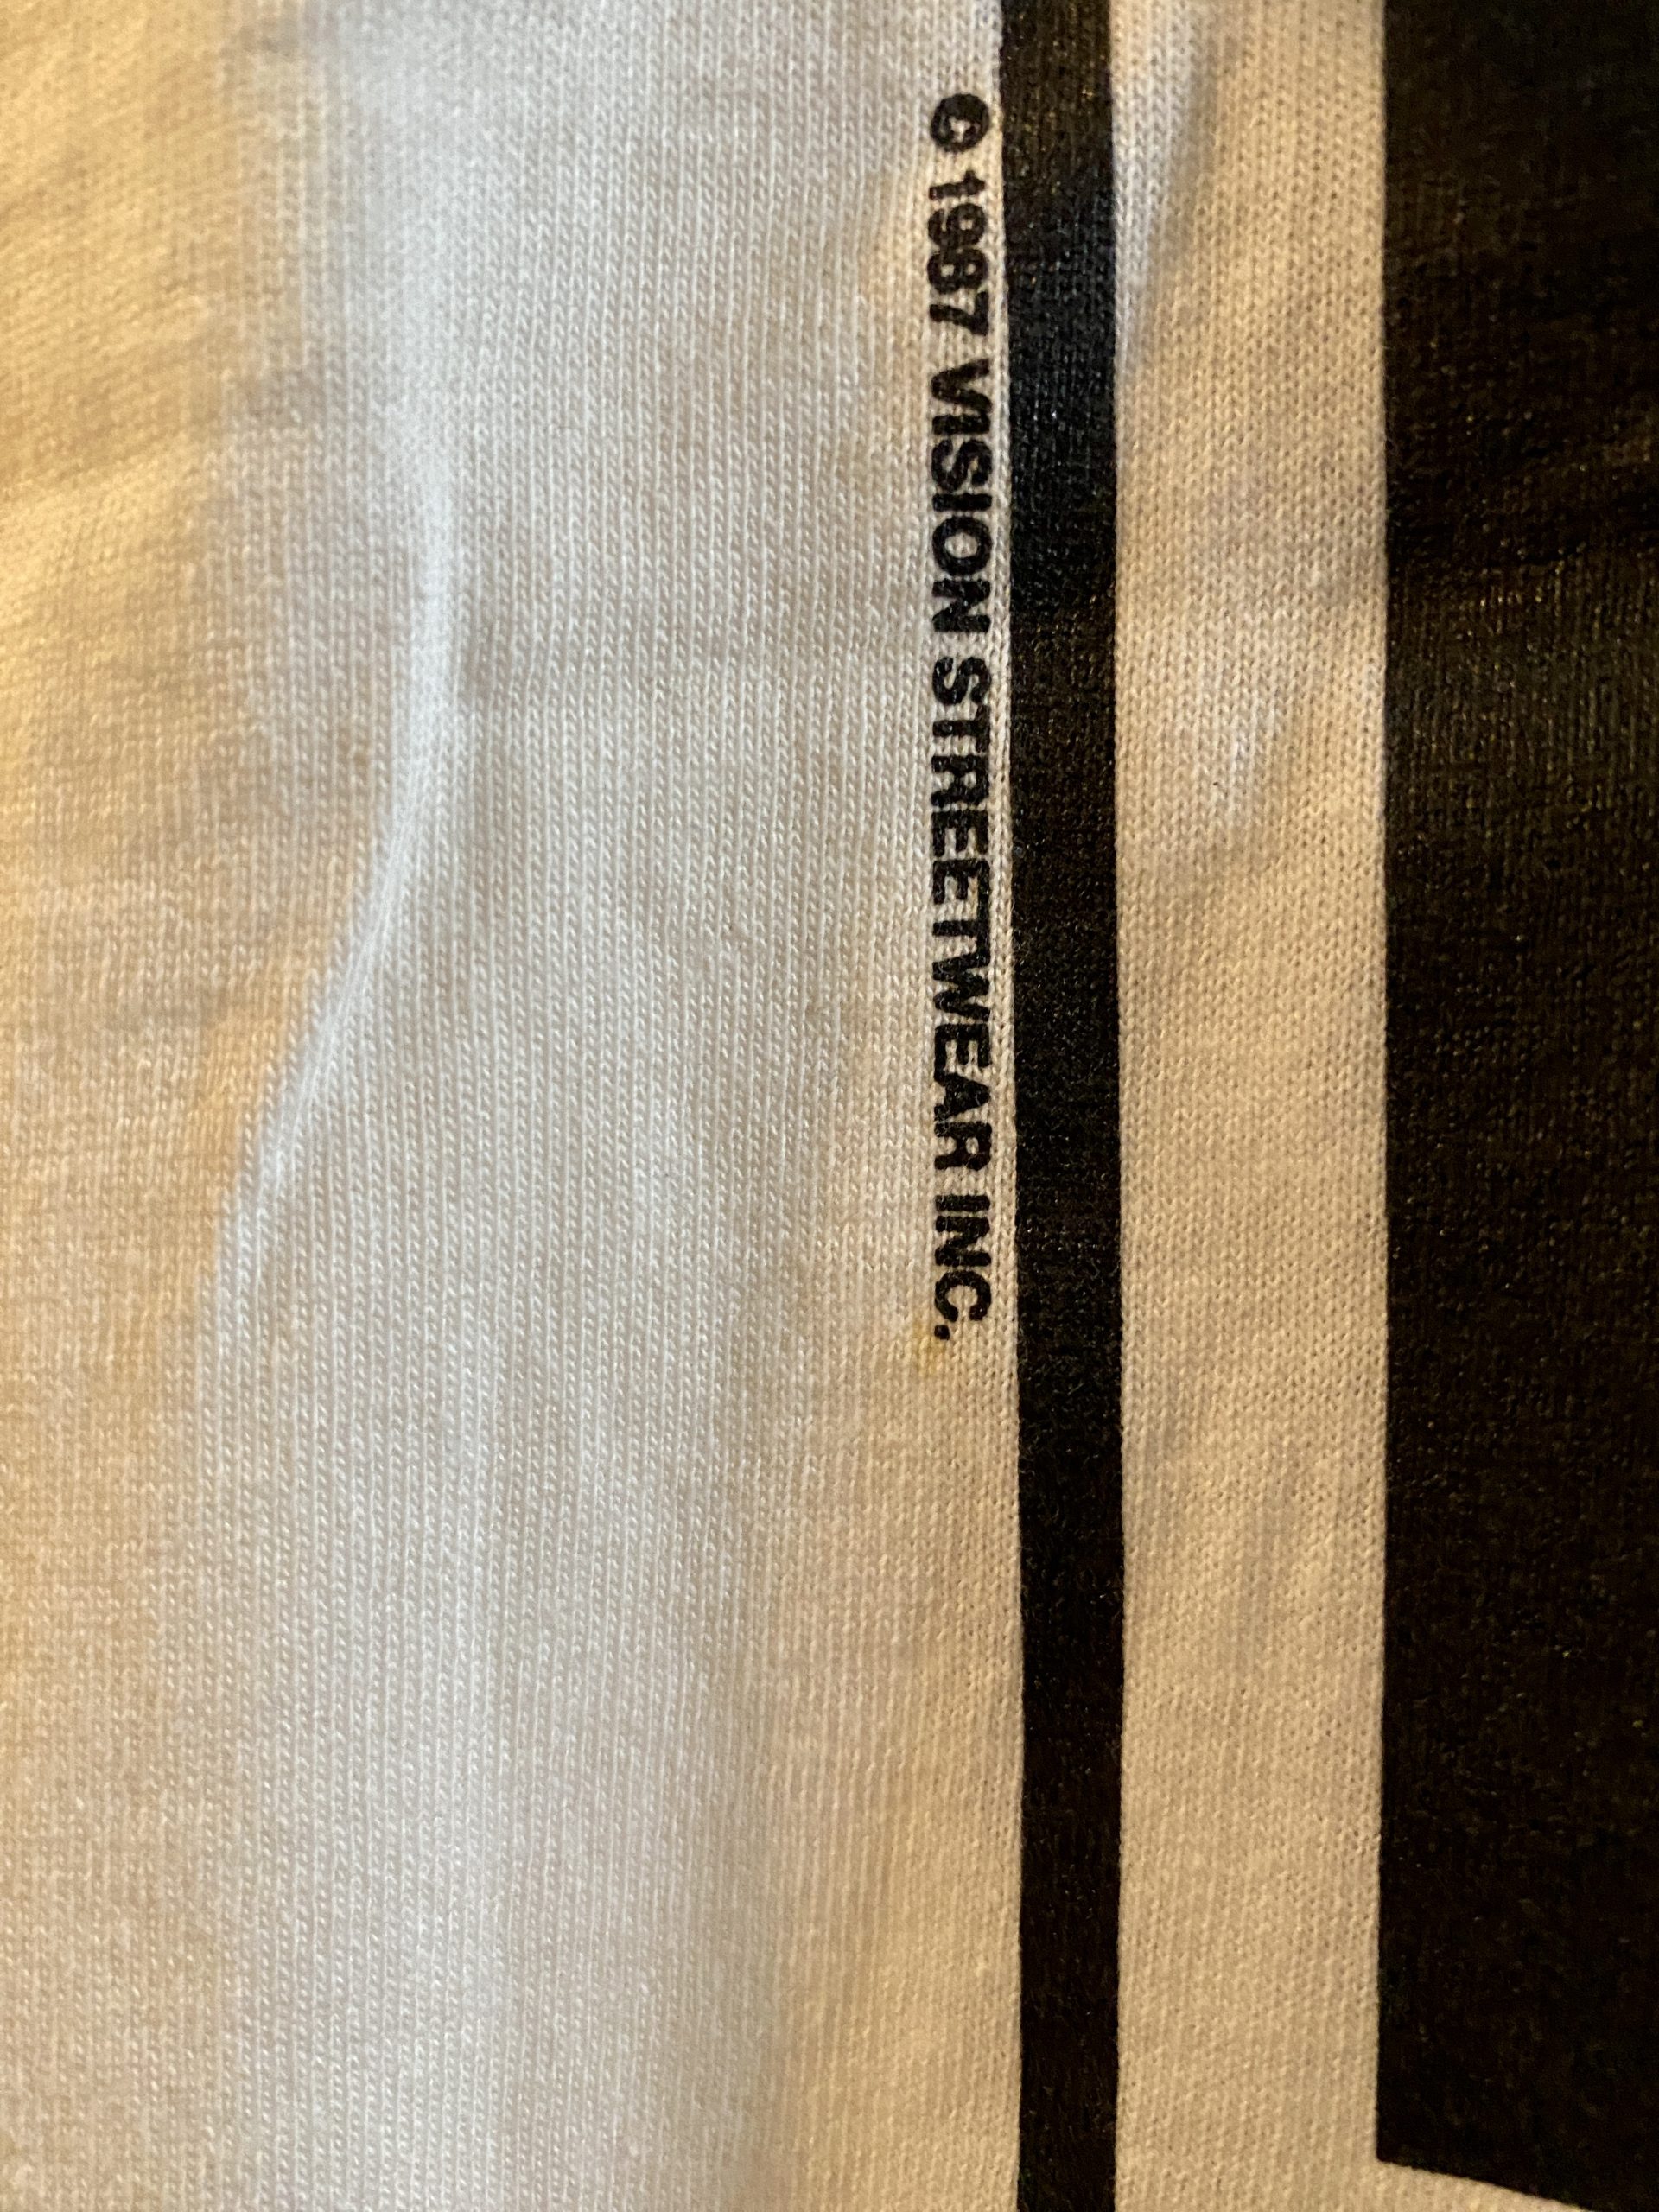 © 1987 VISION STREETWEAR INC.